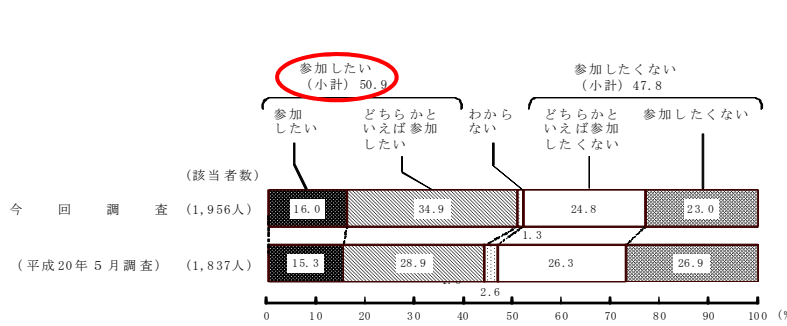 参加したい
(小計) 50.9
参加したくない
(小計) 47.8
参加
したい
どちらかと
いえば参加
したい
わから
ない
どちらかと
いえば参加
したくない
参加したくない
(該当者数)
今回調査 (1,956人) 16.0 34.9 24.8 23.0
1.3
(平成20年5月調査) (1,837人) 15.3 28.9 26.3 26.9
2.6
0 10 20 30 40 50 60 70 80 90 100